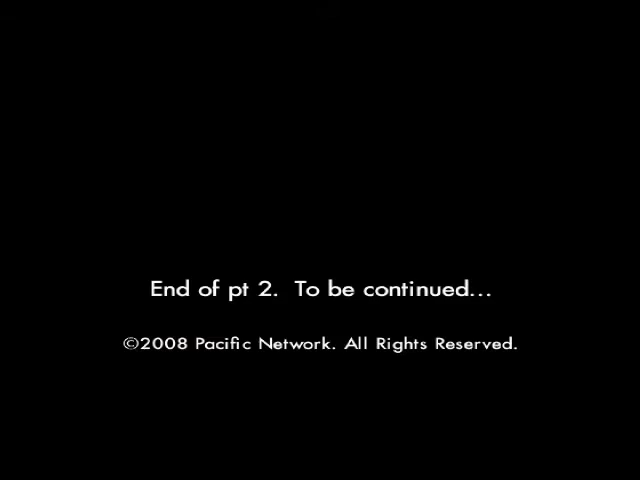 End of pt 2.  To be continued...
©2008 Pacific Network. All Rights Reserved.